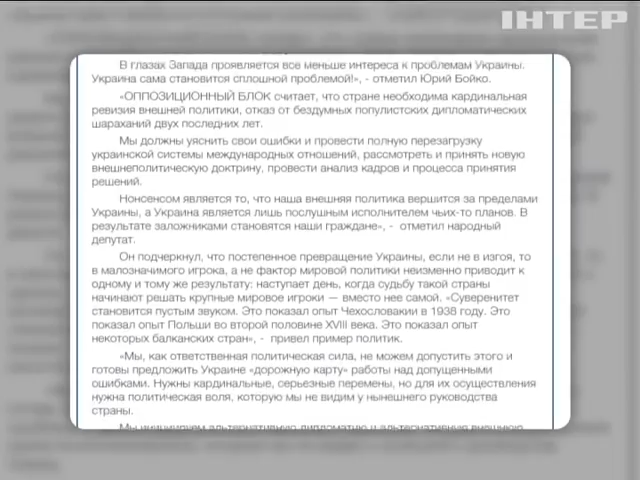 ІНТЕР
В глазах Запада проявляется все меньше интереса к проблемам Украины.
Украина сама становится сплошной проблемой!», - отметил Юрий Бойко.
«ОППОЗИЦИОННЫЙ БЛОК считает, что стране необходима кардинальная
ревизия внешней политики, отказ от бездумных популистских дипломатических
шараханий двух последних лет.
Мы должны уяснить свои ошибки и провести полную перезагрузку
украинской системы международных отношений, рассмотреть и принять новую
внешнеполитическую доктрину, провести анализ кадров и процесса принятия
решений.
Нонсенсом является то, что наша внешняя политика вершится за пределами
Украины, а Украина является лишь послушным исполнителем чьих-то планов. В
результате заложниками становятся наши граждане», - отметил народный
депутат.
Он подчеркнул, что постепенное превращение Украины, если не в изгоя, то
в малозначимого игрока, а не фактор мировой политики неизменно приводит к
одному и тому же результату: наступает день, когда судьбу такой страны
начинают решать крупные мировое игроки — вместо нее самой. «Суверенитет
становится пустым звуком. Это показал опыт Чехословакии в 1938 году. Это
показал опыт Польши во второй половине XVIII века. Это показал опыт
некоторых балканских стран», - привел пример политик.
«Мы, как ответственная политическая сила, не можем допустить этого и
готовы предложить Украине «дорожную карту» работы над допущенными
ошибками. Нужны кардинальные, серьезные перемены, но для их осуществления
нужна политическая воля, которую мы не видим у нынешнего руководства
страны.
Мы инициируем альтернативную дипломатию и альтернативную внешнюю